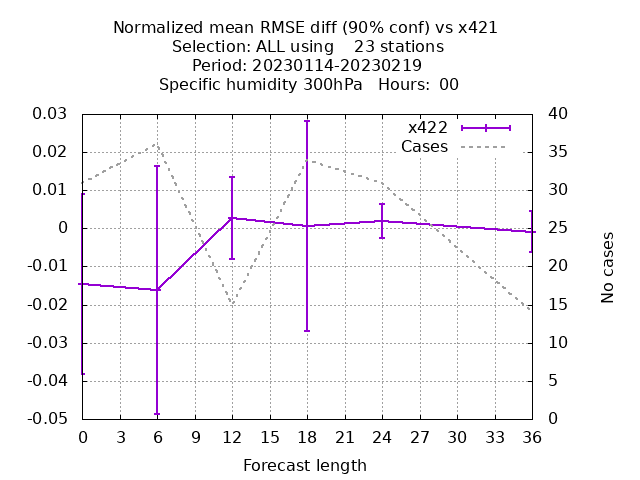 Normalized mean RMSE diff (90% conf) vs x421
Selection: ALL using    23 stations
Period: 20230114-20230219
Specific humidity 300hPa   Hours:  00
x422
Cases
0.03
0.02
0.01
0
-0.01
-0.02
-0.03
-0.04
-0.05
40
35
30
25
20
15
10
5
0
No cases
0 3 6 9 12 15 18 21 24 27 30 33 36
Forecast length